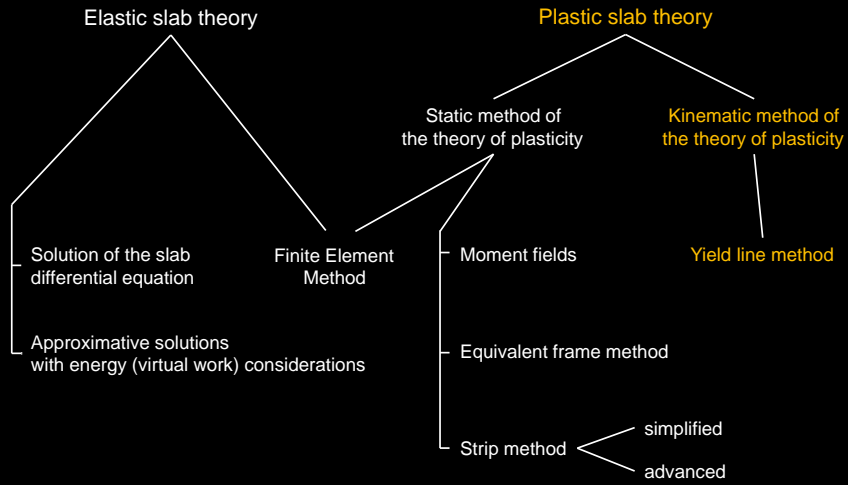 Elastic slab theory
Plastic slab theory
Static method of
the theory of plasticity
Kinematic method of
the theory of plasticity
Solution of the slab
differential equation
Finite Element
Method
Moment fields
Yield line method
Approximative solutions
with energy (virtual work) considerations
Equivalent frame method
Strip method
simplified
advanced